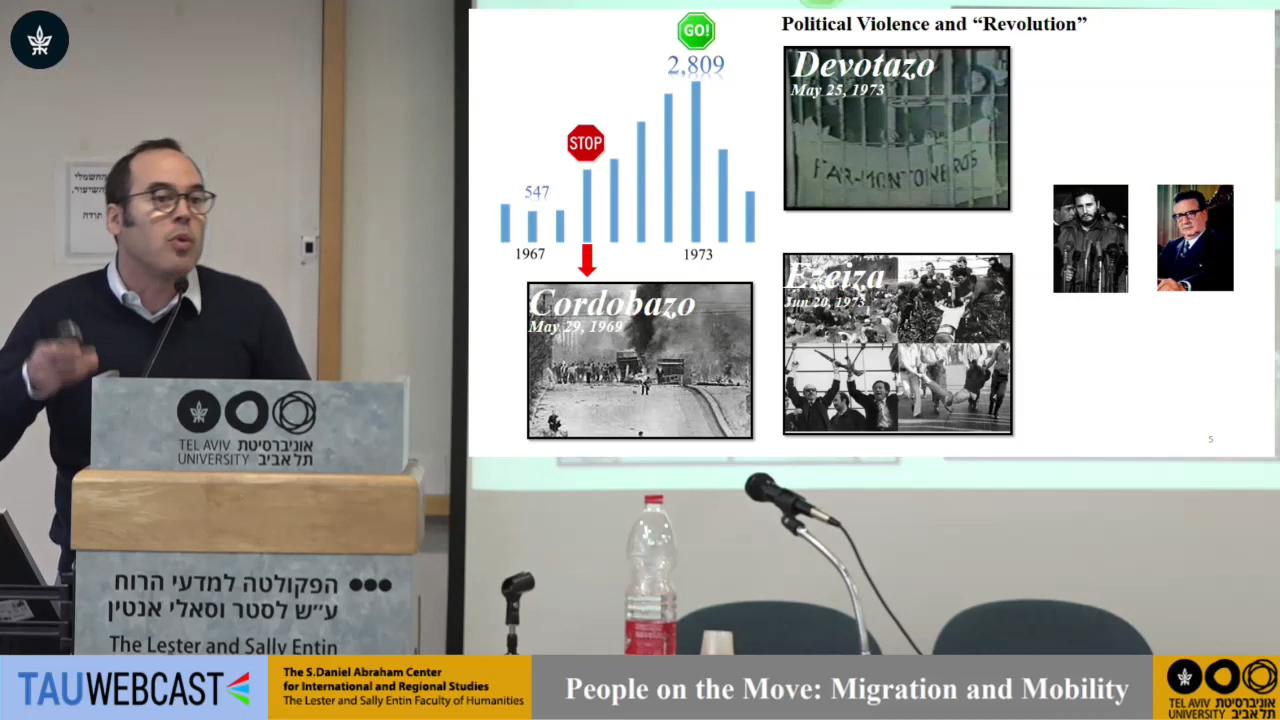 החשמלי
השיעור.
תודה
TEL AVIV אוניברסיטת
UNIVERSITY תל אביב
הפקולטה למדעי הרוח
ע״ש לסטר וסאלי אנטין
The Lester and Sally Entin
Political Violence and “Revolution”
GO!
2,809
STOP
547
1967
1973
Cordobazo
May 29, 1969
Devotazo
May 25, 1973
FAR-MONTONEROS
Ezeiza
Jun 20, 1973
5
TAUWEBCAST
The S.Daniel Abraham Center
for International and Regional Studies
The Lester and Sally Entin Faculty of Humanities
People on the Move: Migration and Mobility
TEL AVIV אוניברסיטת
UNIVERSITY תל אביב